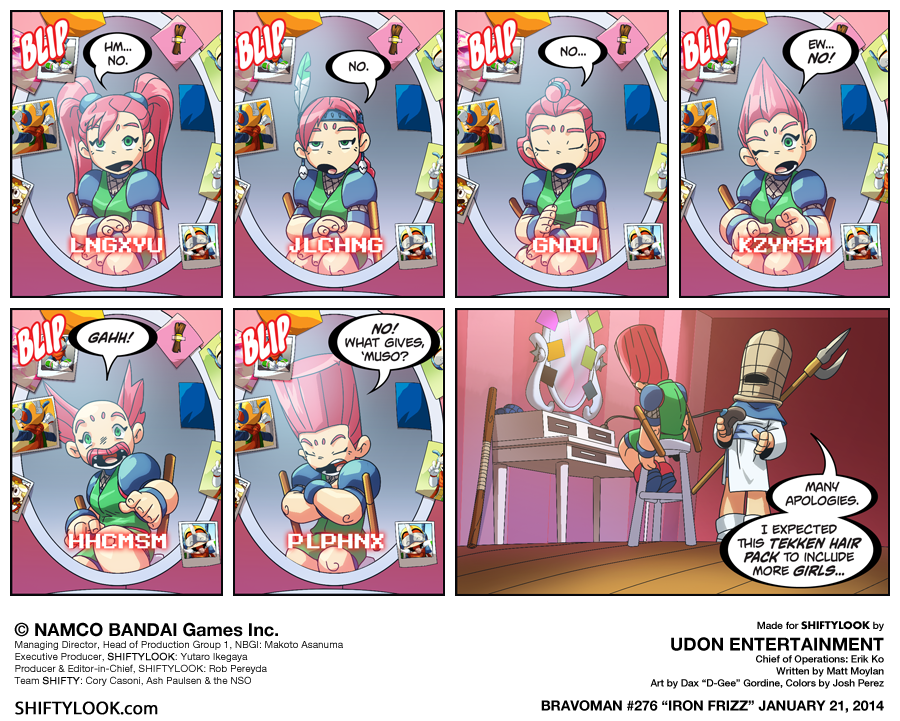 BLIP
HM...
NO.
LNGXYU
BLIP
NO.
JLCHNG
BLIP
NO...
GNRU
BLIP
EW...
NO!
KZYMSM
BLIP
GAHH!
HHCMSM
BLIP
NO!
WHAT GIVES,
MUSO?
PLPHNX
MANY
APOLOGIES.
I EXPECTED
THIS TEKKEN HAIR
PACK TO INCLUDE
MORE GIRLS...
© NAMCO BANDAI Games Inc.
Managing Director, Head of Production Group 1, NBGI: Makoto Asanuma
Executive Producer, SHIFTYLOOK: Yutaro Ikegaya
Producer & Editor-in-Chief, SHIFTYLOOK: Rob Pereyda
Team SHIFTY: Cory Casoni, Ash Paulsen & the NSO
SHIFTYLOOK.com
Made for SHIFTYLOOK by
UDON ENTERTAINMENT
Chief of Operations: Erik Ko
Written by Matt Moylan
Art by Dax “D-Gee” Gordine, Colors by Josh Perez
BRAVOMAN #276 “IRON FRIZZ” JANUARY 21, 2014